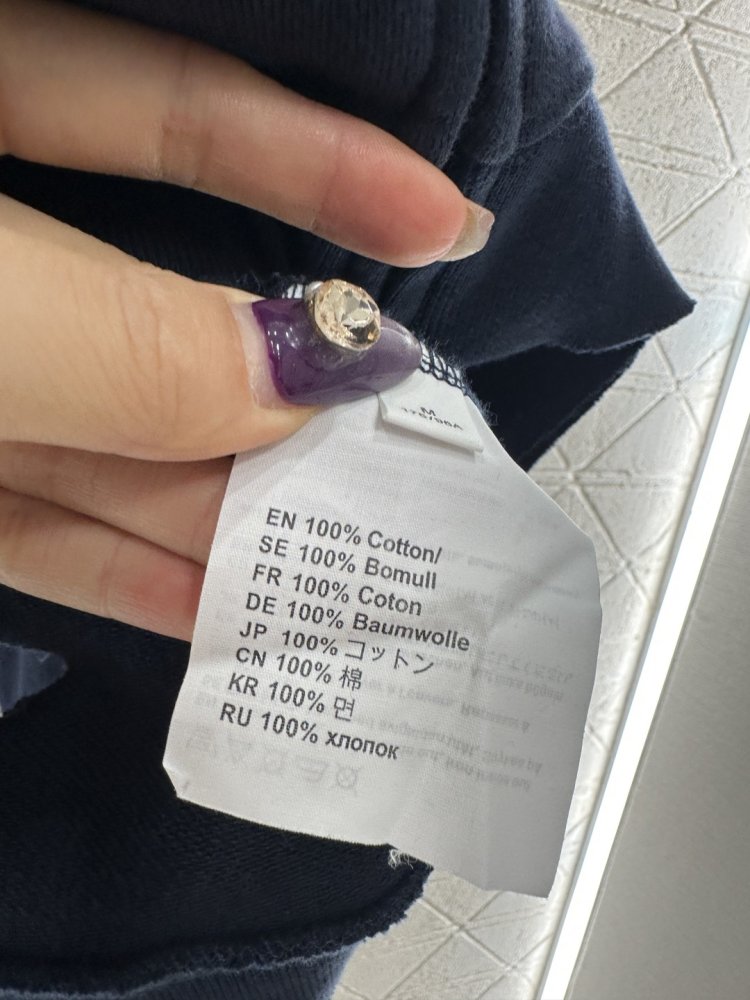 M
EN 100% Cotton/
SE 100% Bomull
FR 100% Coton
DE 100% Baumwolle
JP 100% コットン
CN 100% 棉
KR 100% 면
RU 100% хлопок